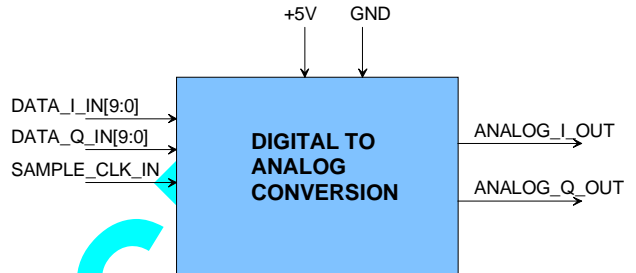 +5V GND
DATA_I_IN[9:0]
DATA_Q_IN[9:0]
SAMPLE_CLK_IN
DIGITAL TO
ANALOG
CONVERSION
ANALOG_I_OUT
ANALOG_Q_OUT